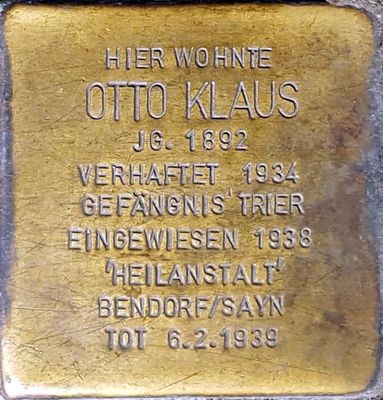 HIER WOHNTE
OTTO KLAUS
JG. 1892
VERHAFTET 1934
GEFÄNGNIS TRIER
EINGEWIESEN 1938
'HEILANSTALT'
BENDORF/SAYN
TOT 6.2.1939